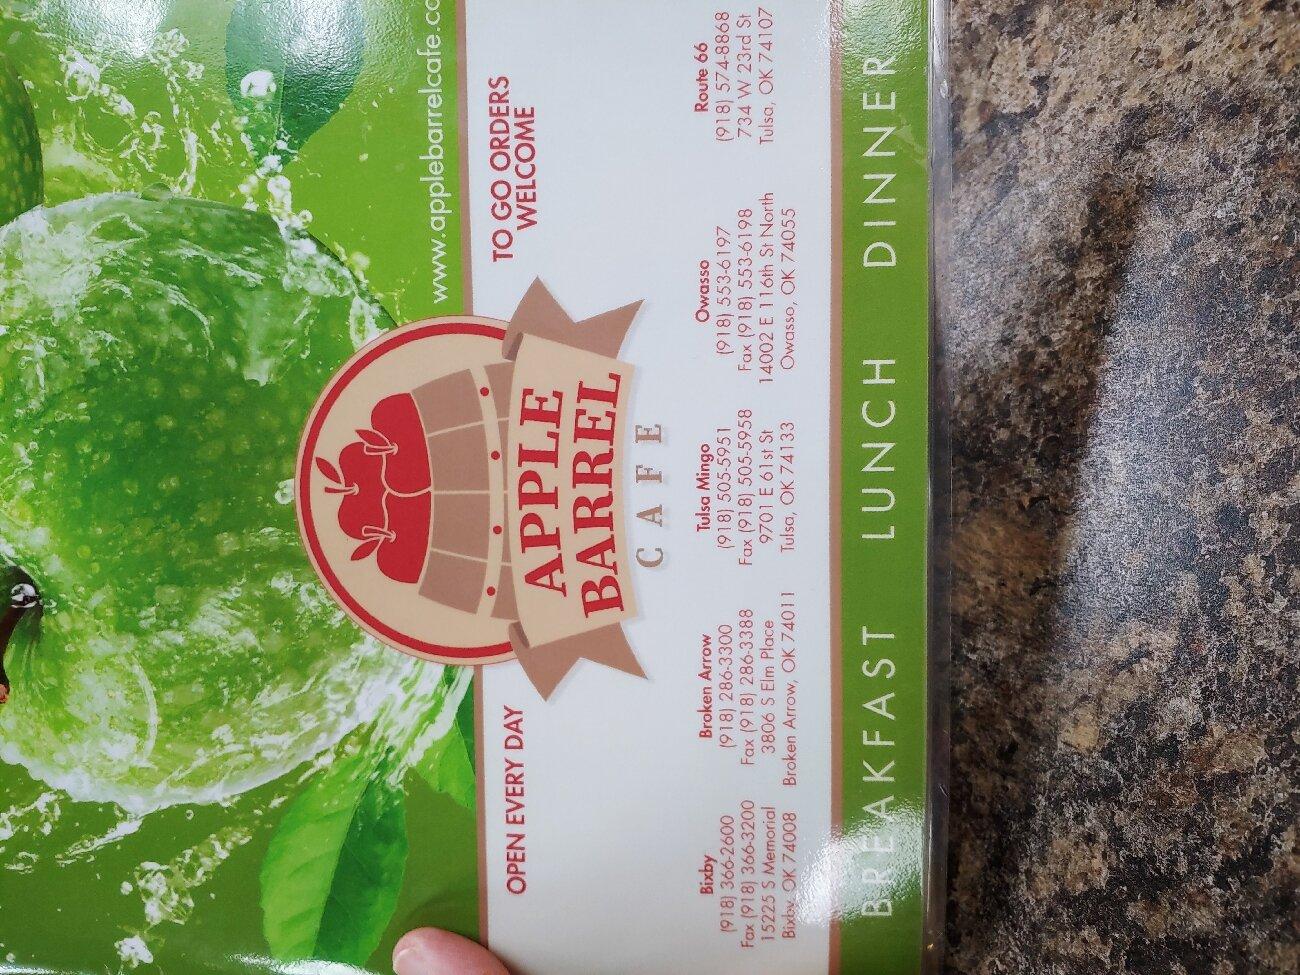 www.applebarrelcafe.co
OPEN EVERY DAY
TO GO ORDERS
WELCOME
APPLE
BARREL
CAFE
Bixby
(918) 366-2600
Fax (918) 366-3200
15225 S Memorial
Bixby, OK 74008
Broken Arrow
(918) 286-3300
Fax (918) 286-3388
3806 S Elm Place
Broken Arrow, OK 74011
Tulsa Mingo
(918) 505-5951
Fax (918) 505-5958
9701 E 61st St
Tulsa, OK 74133
Owasso
(918) 553-6197
Fax (918) 553-6198
14002 E 116th St North
Owasso, OK 74055
Route 66
(918) 574-8868
734 W 23rd St
Tulsa, OK 74107
BREAKFAST LUNCH DINNER